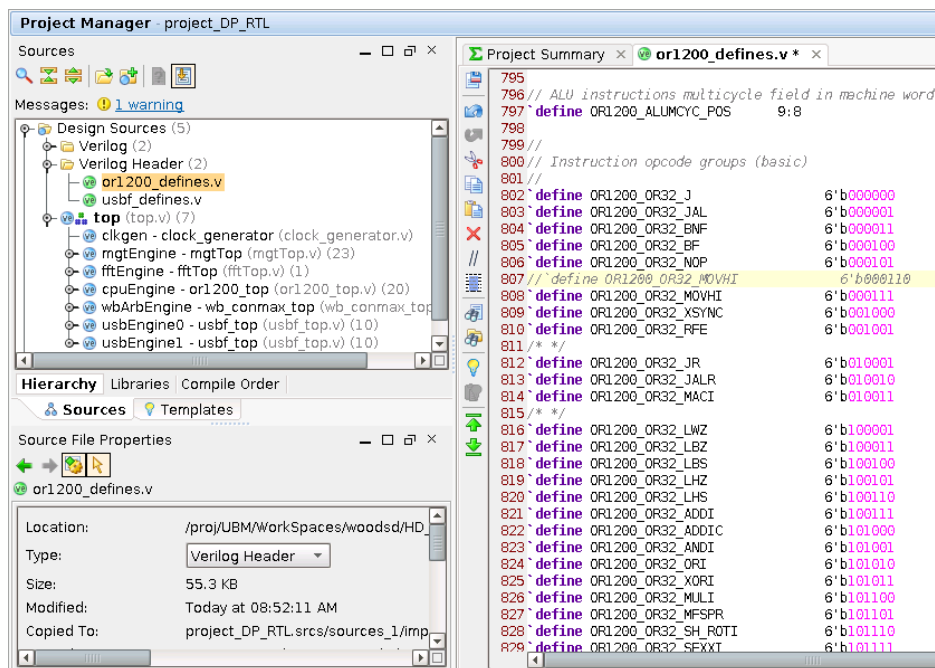 Project Manager - project_DP_RTL
Sources
Messages: 1 warning
Design Sources (5)
Verilog (2)
Verilog Header (2)
or1200_defines.v
usbf_defines.v
top (top.v) (7)
clkgen - clock_generator (clock_generator.v)
mgtEngine - mgtTop (mgtTop.v) (23)
fftEngine - fftTop (fftTop.v) (1)
cpuEngine - or1200_top (or1200_top.v) (20)
wbArbEngine - wb_conmax_top (wb_conmax_top
usbEngine0 - usbf_top (usbf_top.v) (10)
usbEngine1 - usbf_top (usbf_top.v) (10)
Hierarchy Libraries Compile Order
Sources Templates
Source File Properties
or1200_defines.v
Location: /proj/UBM/WorkSpaces/woodsd/HD_
Type: Verilog Header
Size: 55.3 KB
Modified: Today at 08:52:11 AM
Copied To: project_DP_RTL.srcs/sources_1/imp
Project Summary × or1200_defines.v * ×
795
796 // ALU instructions multicycle field in machine word
797 `define OR1200_ALUMCYC_POS 9:8
798
799 //
800 // Instruction opcode groups (basic)
801 //
802 `define OR1200_OR32_J 6'b000000
803 `define OR1200_OR32_JAL 6'b000001
804 `define OR1200_OR32_BNF 6'b000011
805 `define OR1200_OR32_BF 6'b000100
806 `define OR1200_OR32_NOP 6'b000101
807 //`define OR1200_OR32_MOVHI 6'b000110
808 `define OR1200_OR32_MOVHI 6'b000111
809 `define OR1200_OR32_XSYNC 6'b001000
810 `define OR1200_OR32_RFE 6'b001001
811 /* */
812 `define OR1200_OR32_JR 6'b010001
813 `define OR1200_OR32_JALR 6'b010010
814 `define OR1200_OR32_MACI 6'b010011
815 /* */
816 `define OR1200_OR32_LWZ 6'b100001
817 `define OR1200_OR32_LBZ 6'b100011
818 `define OR1200_OR32_LBS 6'b100100
819 `define OR1200_OR32_LHZ 6'b100101
820 `define OR1200_OR32_LHS 6'b100110
821 `define OR1200_OR32_ADDI 6'b100111
822 `define OR1200_OR32_ADDIC 6'b101000
823 `define OR1200_OR32_ANDI 6'b101001
824 `define OR1200_OR32_ORI 6'b101010
825 `define OR1200_OR32_XORI 6'b101011
826 `define OR1200_OR32_MULI 6'b101100
827 `define OR1200_OR32_MFSPR 6'b101101
828 `define OR1200_OR32_SH_ROTI 6'b101110
829 `define OR1200_OR32_SFXXI 6'b101111